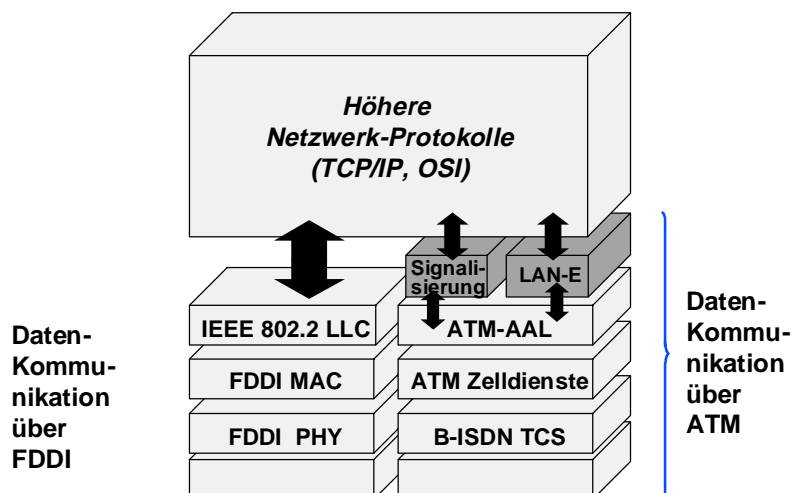 Höhere
Netzwerk-Protokolle
(TCP/IP, OSI)
Signali-
sierung
LAN-E
IEEE 802.2 LLC
ATM-AAL
FDDI MAC
ATM Zelldienste
FDDI PHY
B-ISDN TCS
Daten-
Kommu-
nikation
über
FDDI
Daten-
Kommu-
nikation
über
ATM